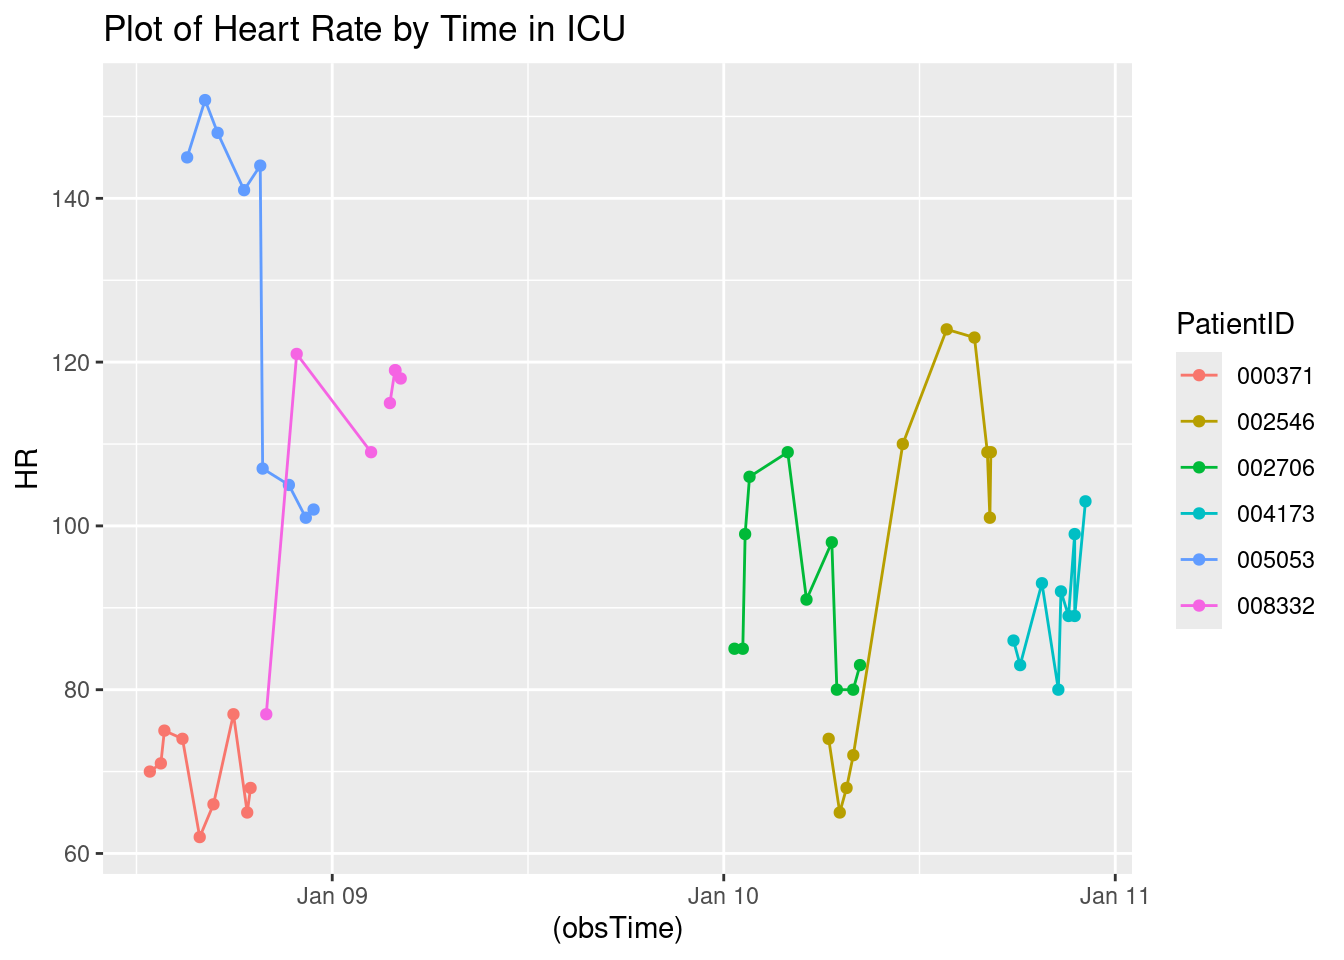 Plot of Heart Rate by Time in ICU
HR
140
120
100
80
60
Jan 09
Jan 10
Jan 11
(obsTime)
PatientID
000371
002546
002706
004173
005053
008332